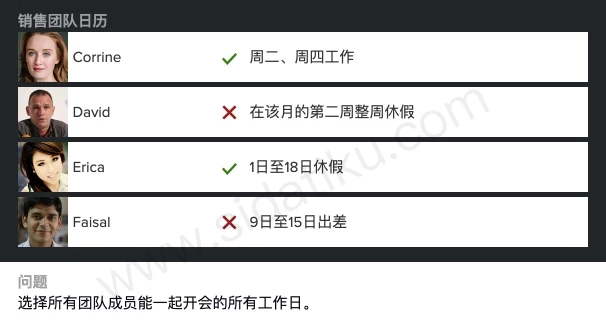 销售团队日历
Corrine 周二、周四工作
David 在该月的第二周整周休假
Erica 1日至18日休假
Faisal 9日至15日出差
www.sidatiku.com
问题
选择所有团队成员能一起开会的所有工作日。